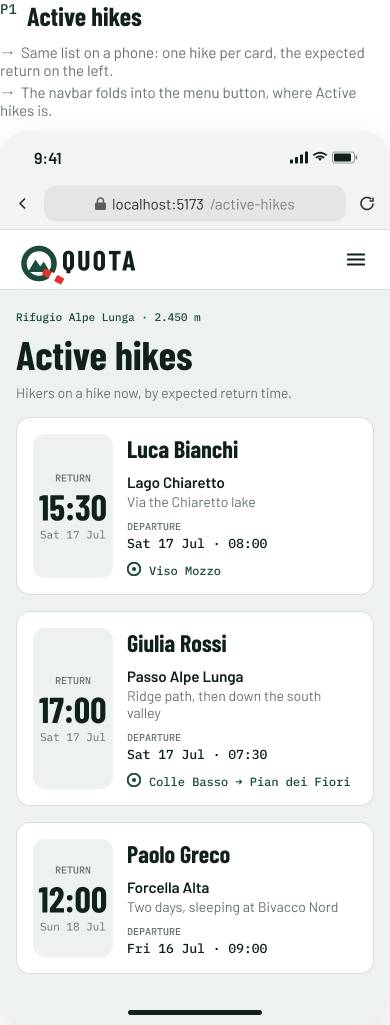 P1 Active hikes
→ Same list on a phone: one hike per card, the expected
return on the left.
→ The navbar folds into the menu button, where Active
hikes is.
9:41
localhost:5173 /active-hikes
QUOTA
Rifugio Alpe Lunga · 2.450 m
Active hikes
Hikers on a hike now, by expected return time.
RETURN
15:30
Sat 17 Jul
Luca Bianchi
Lago Chiaretto
Via the Chiaretto lake
DEPARTURE
Sat 17 Jul · 08:00
Viso Mozzo
RETURN
17:00
Sat 17 Jul
Giulia Rossi
Passo Alpe Lunga
Ridge path, then down the south
valley
DEPARTURE
Sat 17 Jul · 07:30
Colle Basso → Pian dei Fiori
RETURN
12:00
Sun 18 Jul
Paolo Greco
Forcella Alta
Two days, sleeping at Bivacco Nord
DEPARTURE
Fri 16 Jul · 09:00